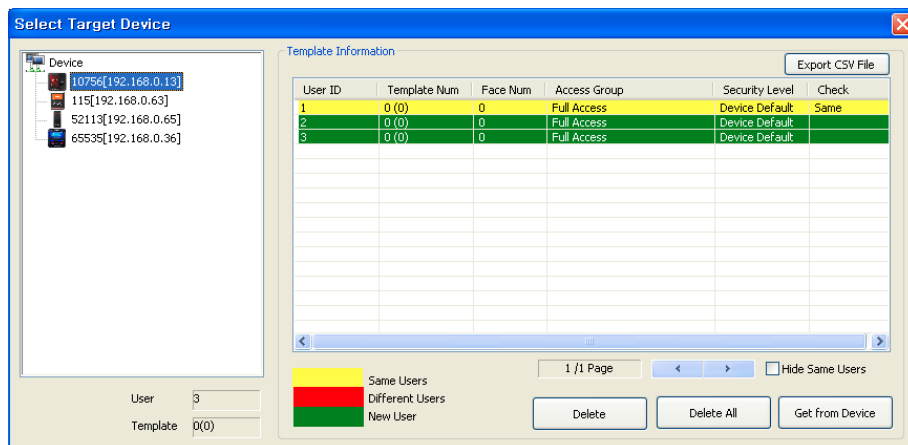 Select Target Device
Device
10756[192.168.0.13]
115[192.168.0.63]
52113[192.168.0.65]
65535[192.168.0.36]
User 3
Template 0(0)
Template Information
Export CSV File
User ID Template Num Face Num Access Group Security Level Check
1 0 (0) 0 Full Access Device Default Same
2 0 (0) 0 Full Access Device Default
3 0 (0) 0 Full Access Device Default
1 /1 Page
Hide Same Users
Same Users
Different Users
New User
Delete
Delete All
Get from Device